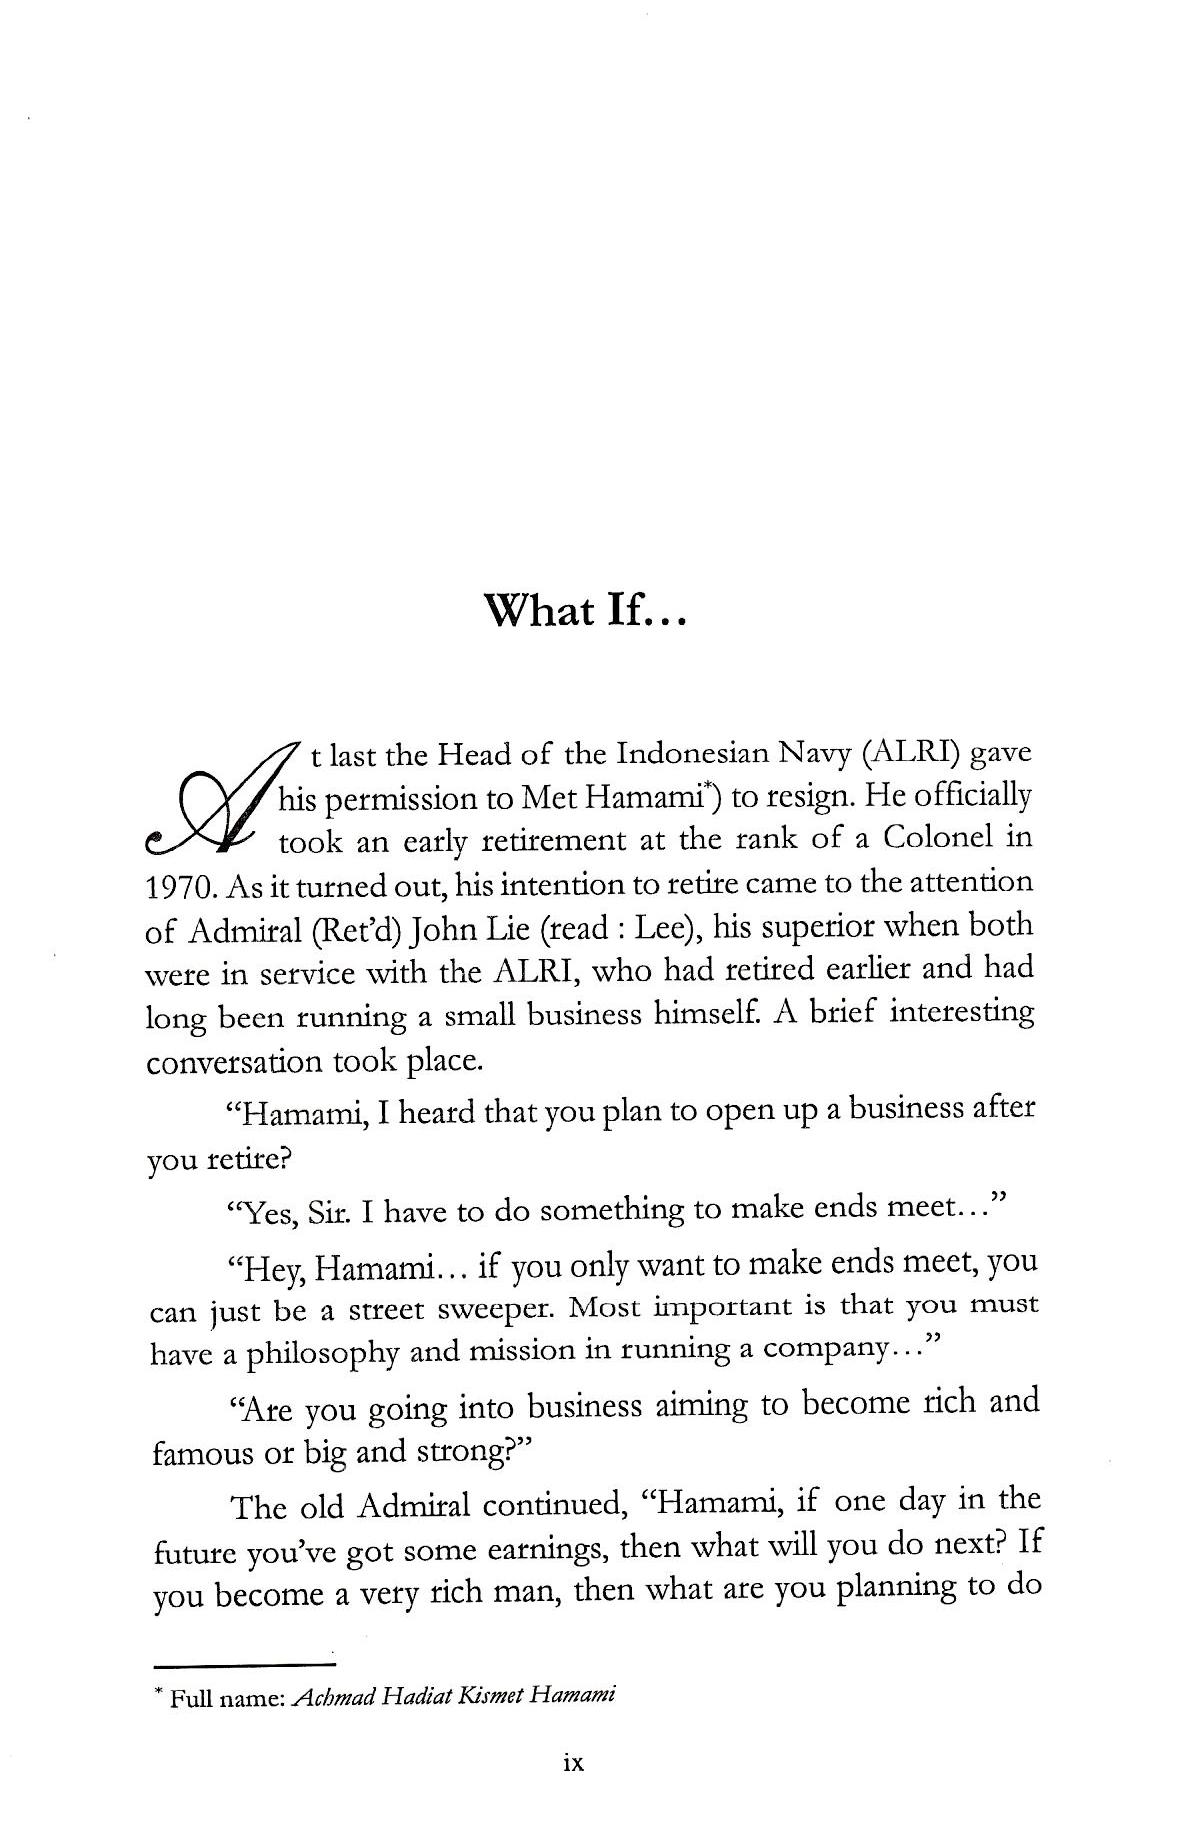 What If...
At last the Head of the Indonesian Navy (ALRI) gave
his permission to Met Hamami*) to resign. He officially
took an early retirement at the rank of a Colonel in
1970. As it turned out, his intention to retire came to the attention
of Admiral (Ret’d) John Lie (read : Lee), his superior when both
were in service with the ALRI, who had retired earlier and had
long been running a small business himself. A brief interesting
conversation took place.
“Hamami, I heard that you plan to open up a business after
you retire?
“Yes, Sir. I have to do something to make ends meet...”
“Hey, Hamami... if you only want to make ends meet, you
can just be a street sweeper. Most important is that you must
have a philosophy and mission in running a company...”
“Are you going into business aiming to become rich and
famous or big and strong?”
The old Admiral continued, “Hamami, if one day in the
future you’ve got some earnings, then what will you do next? If
you become a very rich man, then what are you planning to do
* Full name: Achmad Hadiat Kismet Hamami
ix